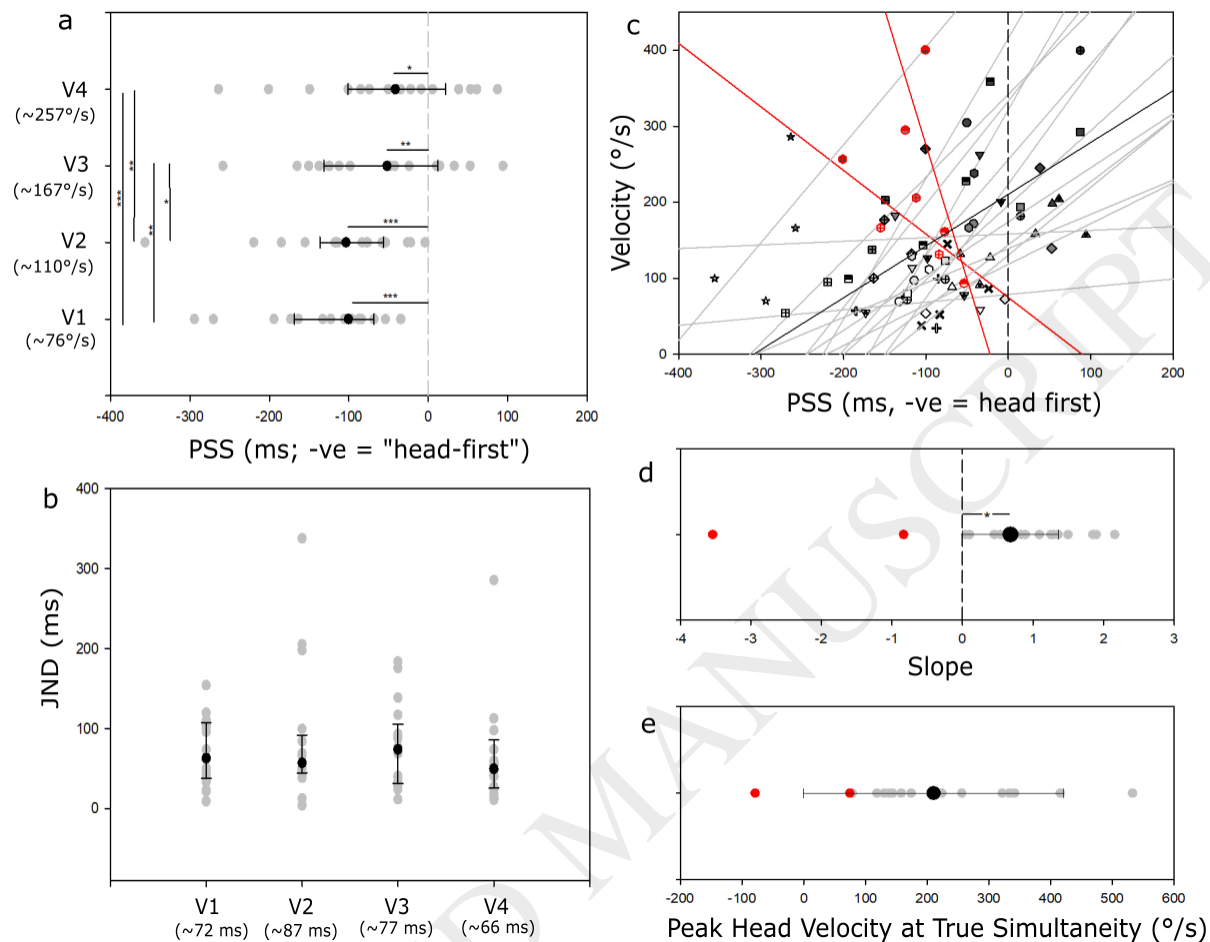 a
V4
(~257°/s)
V3
(~167°/s)
V2
(~110°/s)
V1
(~76°/s)
*
**
***
***
***
**
**
*
-400 -300 -200 -100 0 100 200
PSS (ms; -ve = "head-first")
b
400
300
200
100
0
JND (ms)
V1 V2 V3 V4
(~72 ms) (~87 ms) (~77 ms) (~66 ms)
c
400
300
200
100
0
Velocity (°/s)
-400 -300 -200 -100 0 100 200
PSS (ms, -ve = head first)
d
*
-4 -3 -2 -1 0 1 2 3
Slope
e
-200 -100 0 100 200 300 400 500 600
Peak Head Velocity at True Simultaneity (°/s)
D MANUSCRIPT